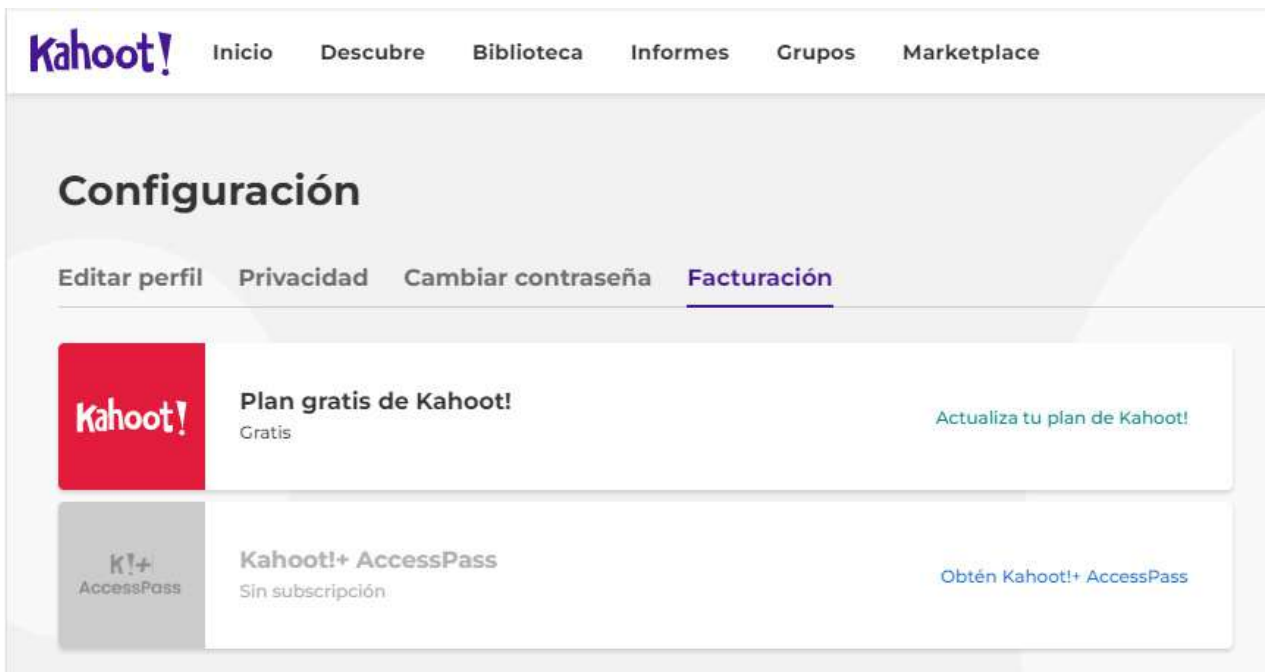 Kahoot! Inicio Descubre Biblioteca Informes Grupos Marketplace
Configuración
Editar perfil Privacidad Cambiar contraseña Facturación
Kahoot!
Plan gratis de Kahoot!
Gratis
Actualiza tu plan de Kahoot!
K!+
AccessPass
Kahoot!+ AccessPass
Sin subscripción
Obtén Kahoot!+ AccessPass